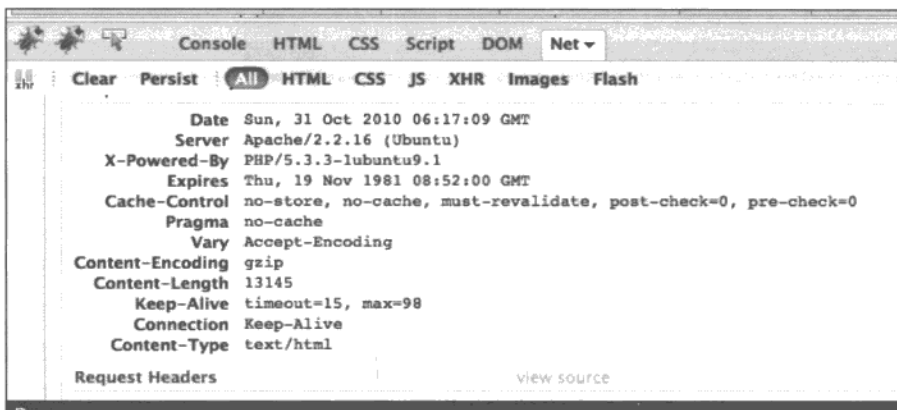 Console HTML CSS Script DOM Net
xhr Clear Persist All HTML CSS JS XHR Images Flash
Date Sun, 31 Oct 2010 06:17:09 GMT
Server Apache/2.2.16 (Ubuntu)
X-Powered-By PHP/5.3.3-1ubuntu9.1
Expires Thu, 19 Nov 1981 08:52:00 GMT
Cache-Control no-store, no-cache, must-revalidate, post-check=0, pre-check=0
Pragma no-cache
Vary Accept-Encoding
Content-Encoding gzip
Content-Length 13145
Keep-Alive timeout=15, max=98
Connection Keep-Alive
Content-Type text/html
Request Headers view source